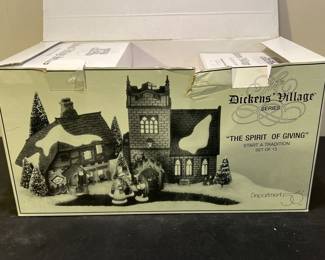 Dickens' Village
SERIES
"THE SPIRIT OF GIVING"
START A TRADITION
SET OF 13
Department 56